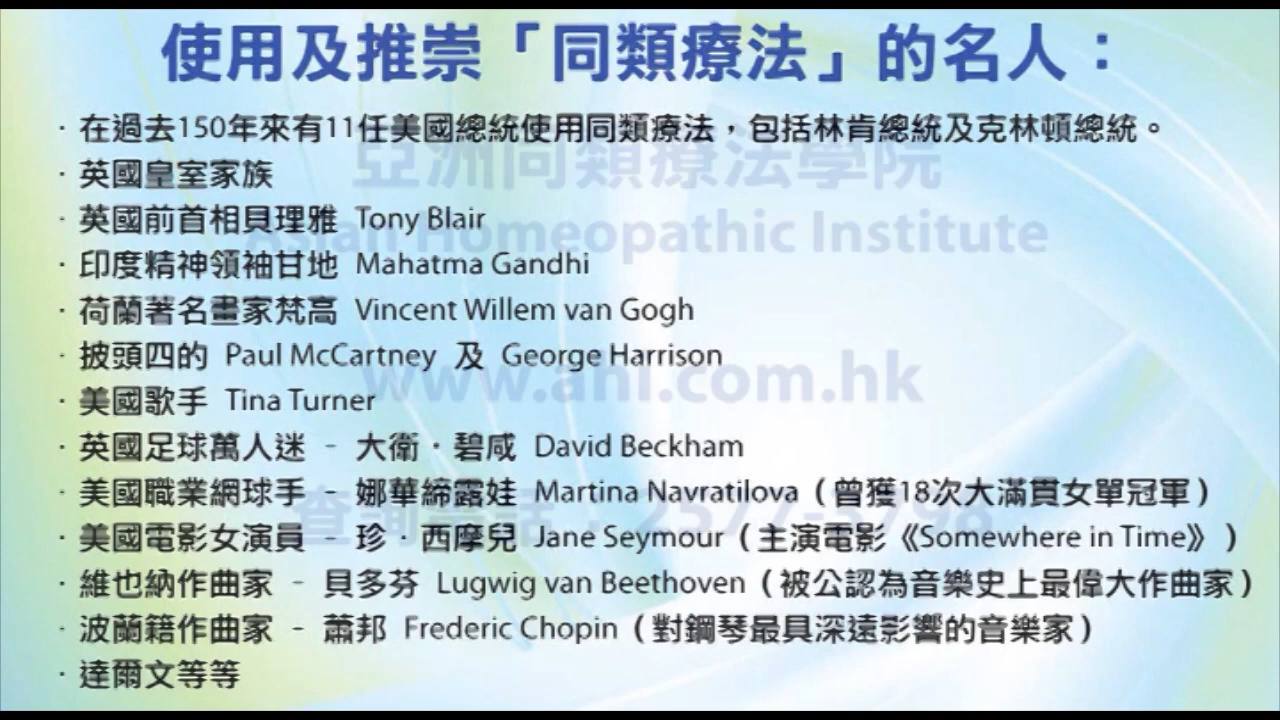 使用及推崇「同類療法」的名人：
· 在過去150年來有11任美國總統使用同類療法，包括林肯總統及克林頓總統。
· 英國皇室家族
· 英國前首相貝理雅 Tony Blair
· 印度精神領袖甘地 Mahatma Gandhi
· 荷蘭著名畫家梵高 Vincent Willem van Gogh
· 披頭四的 Paul McCartney 及 George Harrison
· 美國歌手 Tina Turner
· 英國足球萬人迷 – 大衛·碧咸 David Beckham
· 美國職業網球手 – 娜華締露娃 Martina Navratilova（曾獲18次大滿貫女單冠軍）
· 美國電影女演員 – 珍·西摩兒 Jane Seymour（主演電影《Somewhere in Time》）
· 維也納作曲家 – 貝多芬 Lugwig van Beethoven（被公認為音樂史上最偉大作曲家）
· 波蘭籍作曲家 – 蕭邦 Frederic Chopin（對鋼琴最具深遠影響的音樂家）
· 達爾文等等
亞洲同類療法學院
Asian Homeopathic Institute
www.ahi.com.hk